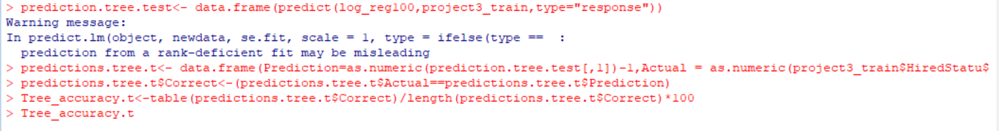 > prediction.tree.test<- data.frame(predict(log_reg100,project3_train,type="response"))
Warning message:
In predict.lm(object, newdata, se.fit, scale = 1, type = ifelse(type ==  :
  prediction from a rank-deficient fit may be misleading
> predictions.tree.t<- data.frame(Prediction=as.numeric(prediction.tree.test[,1])-1,Actual = as.numeric(project3_train$HiredStatu$
> predictions.tree.t$Correct<-(predictions.tree.t$Actual==predictions.tree.t$Prediction)
> Tree_accuracy.t<-table(predictions.tree.t$Correct)/length(predictions.tree.t$Correct)*100
> Tree_accuracy.t